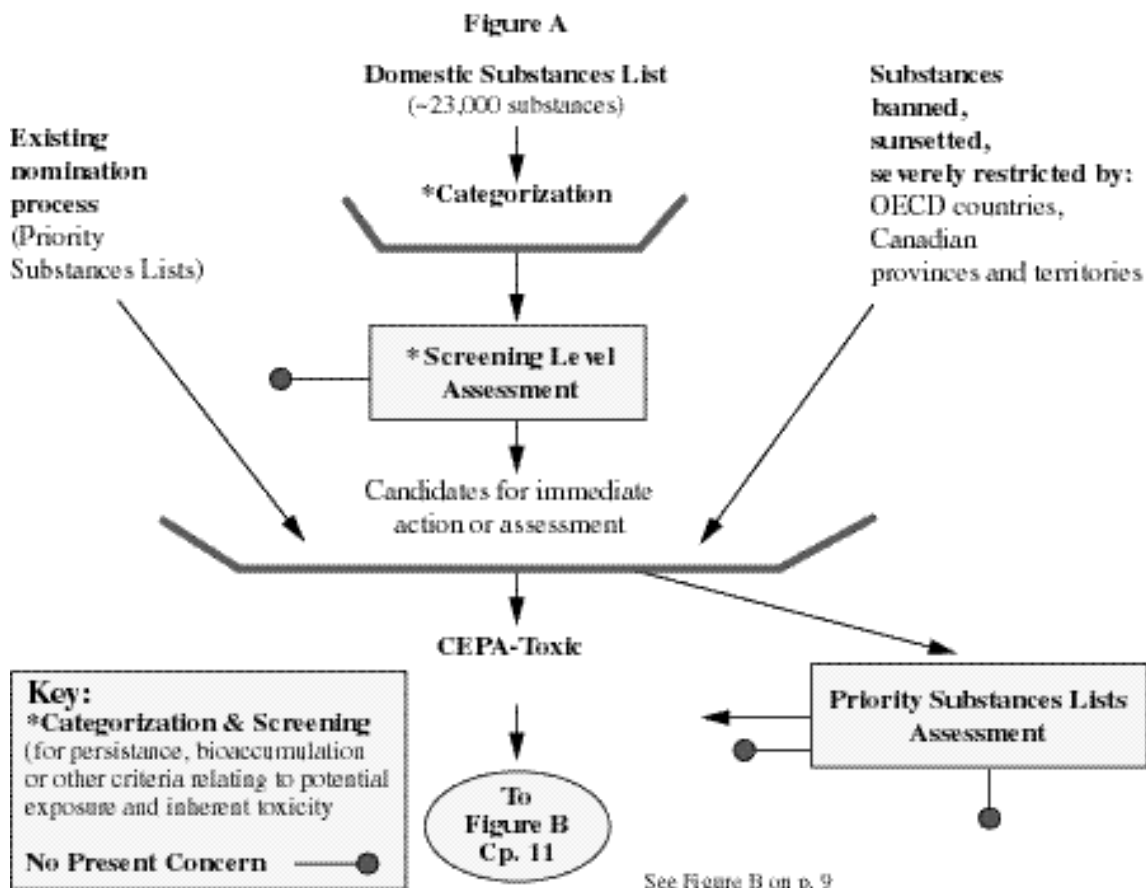 Figure A
Domestic Substances List
(~23,000 substances)
Existing
nomination
process
(Priority
Substances Lists)
*Categorization
Substances
banned,
sunsetted,
severely restricted by:
OECD countries,
Canadian
provinces and territories
*Screening Level
Assessment
Candidates for immediate
action or assessment
CEPA-Toxic
Priority Substances Lists
Assessment
Key:
*Categorization & Screening
(for persistance, bioaccumulation
or other criteria relating to potential
exposure and inherent toxicity
No Present Concern
To
Figure B
Cp. 11
See Figure B on p. 9